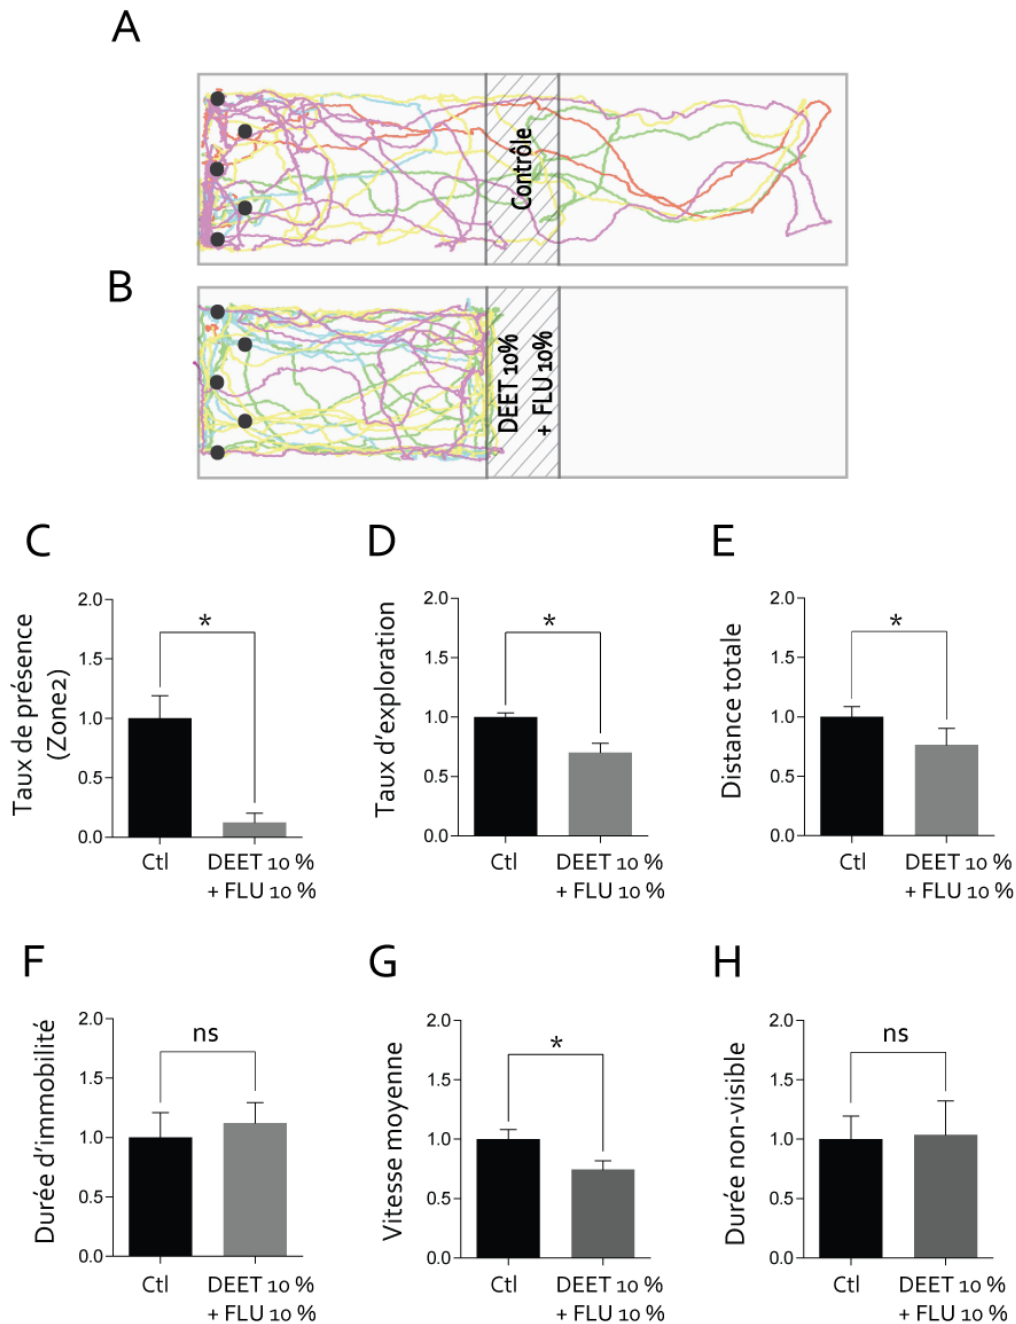 A
Contrôle
B
DEET 10%
+ FLU 10%
C
D
E
Taux de présence
(Zone2)
2.0
1.5
1.0
0.5
0.0
*
Ctl
DEET 10 %
+ FLU 10 %
Taux d'exploration
2.0
1.5
1.0
0.5
0.0
*
Ctl
DEET 10 %
+ FLU 10 %
Distance totale
2.0
1.5
1.0
0.5
0.0
*
Ctl
DEET 10 %
+ FLU 10 %
F
G
H
Durée d'immobilité
2.0
1.5
1.0
0.5
0.0
ns
Ctl
DEET 10 %
+ FLU 10 %
Vitesse moyenne
2.0
1.5
1.0
0.5
0.0
*
Ctl
DEET 10 %
+ FLU 10 %
Durée non-visible
2.0
1.5
1.0
0.5
0.0
ns
Ctl
DEET 10 %
+ FLU 10 %